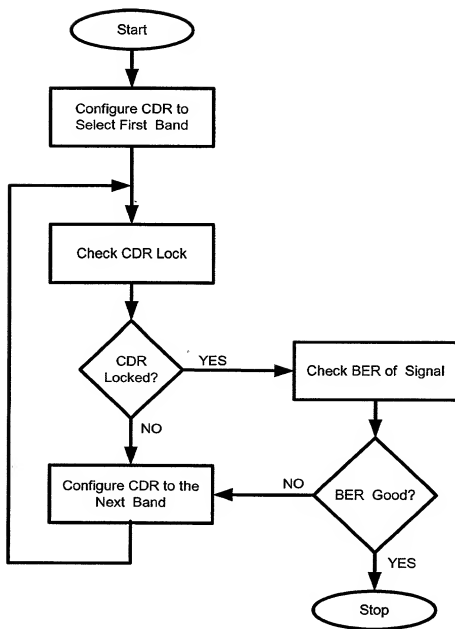 Start
Configure CDR to
Select First Band
Check CDR Lock
CDR
Locked?
YES
Check BER of Signal
NO
Configure CDR to the
Next Band
NO
BER Good?
YES
Stop